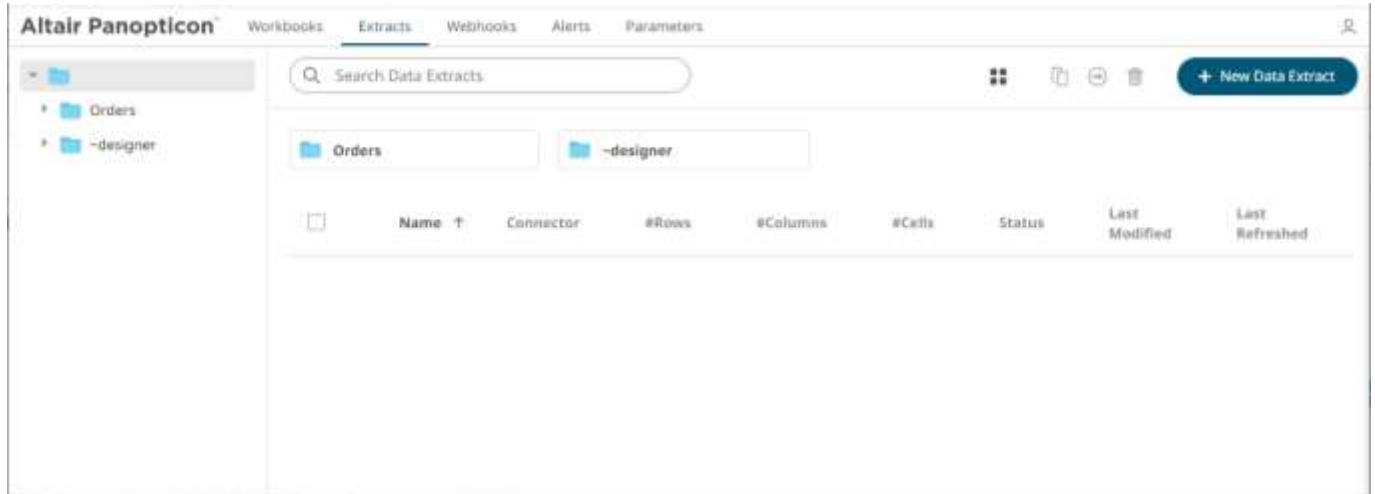 Altair Panopticon Workbooks Extracts Webhooks Alerts Parameters
Search Data Extracts + New Data Extract
Orders
~designer
Orders ~designer
Name ↑ Connector #Rows #Columns #Cells Status Last Modified Last Refreshed